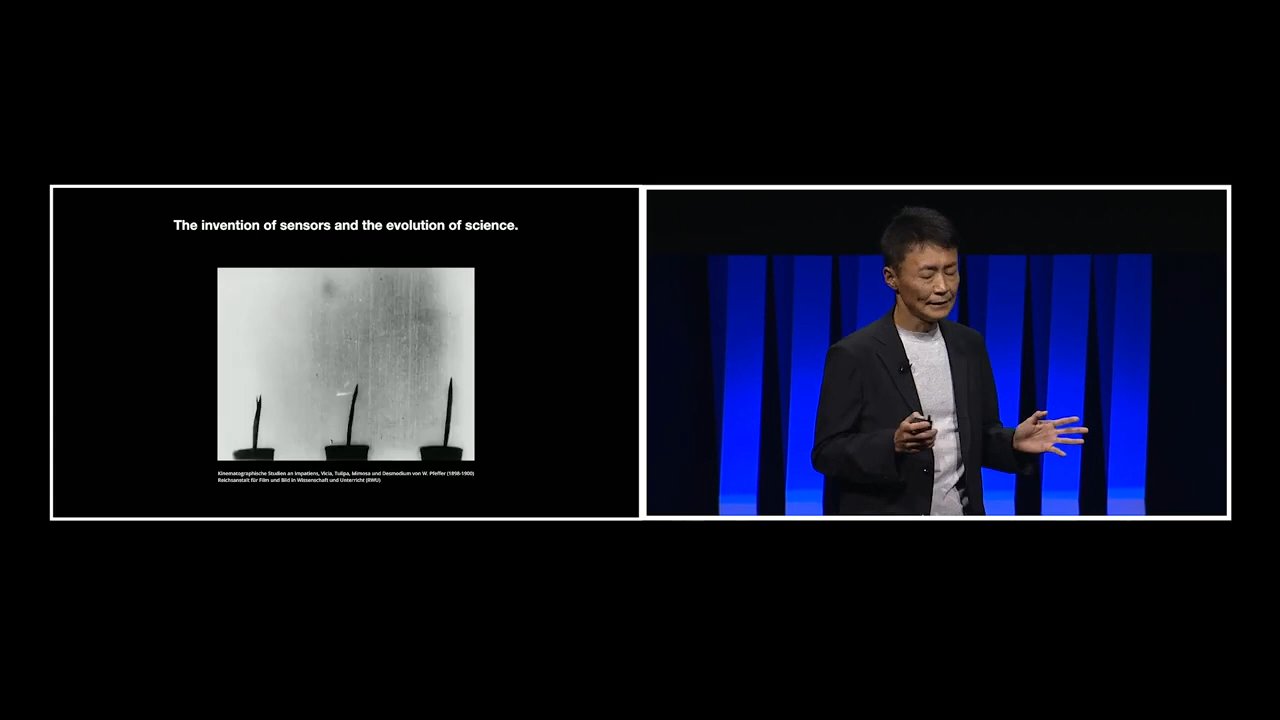 The invention of sensors and the evolution of science.
Kinematographische Studien an Impatiens, Vicia, Tulipa, Mimosa und Desmedium von W. Pfeffer (1898-1900)
Reichsanstalt für Film und Bild in Wissenschaft und Unterricht (RWU)